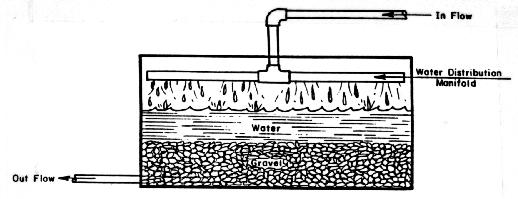 In Flow
Water Distribution
Manifold
Water
Gravel
Out Flow